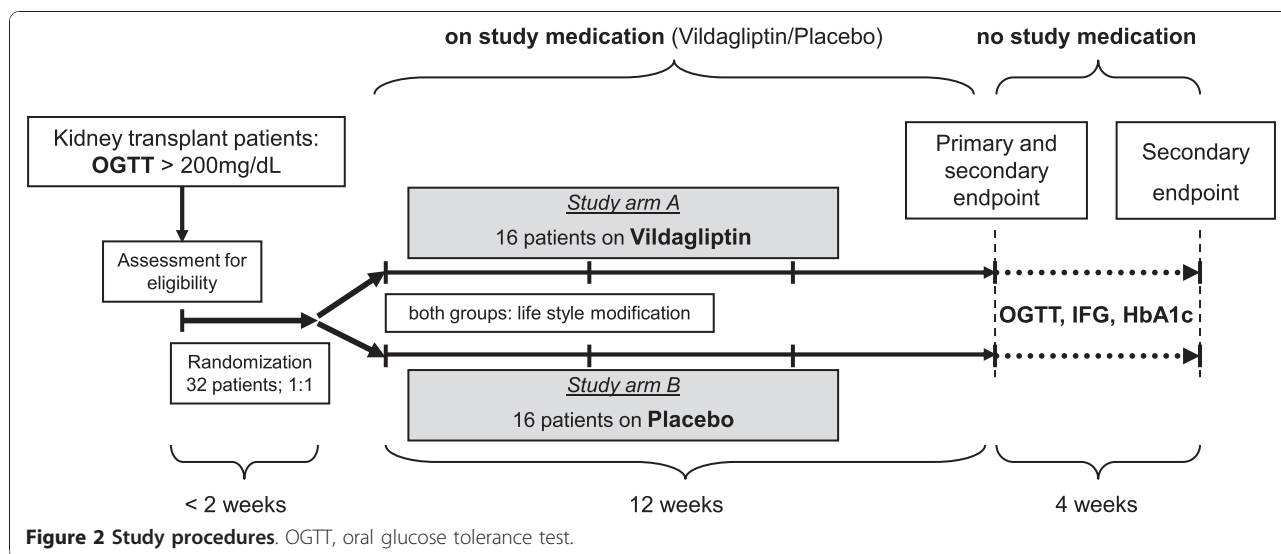 on study medication (Vildagliptin/Placebo)
no study medication
Kidney transplant patients:
OGTT > 200mg/dL
Primary and
secondary
endpoint
Secondary
endpoint
Study arm A
16 patients on Vildagliptin
Assessment for
eligibility
both groups: life style modification
OGTT, IFG, HbA1c
Randomization
32 patients; 1:1
Study arm B
16 patients on Placebo
< 2 weeks
12 weeks
4 weeks
Figure 2 Study procedures. OGTT, oral glucose tolerance test.